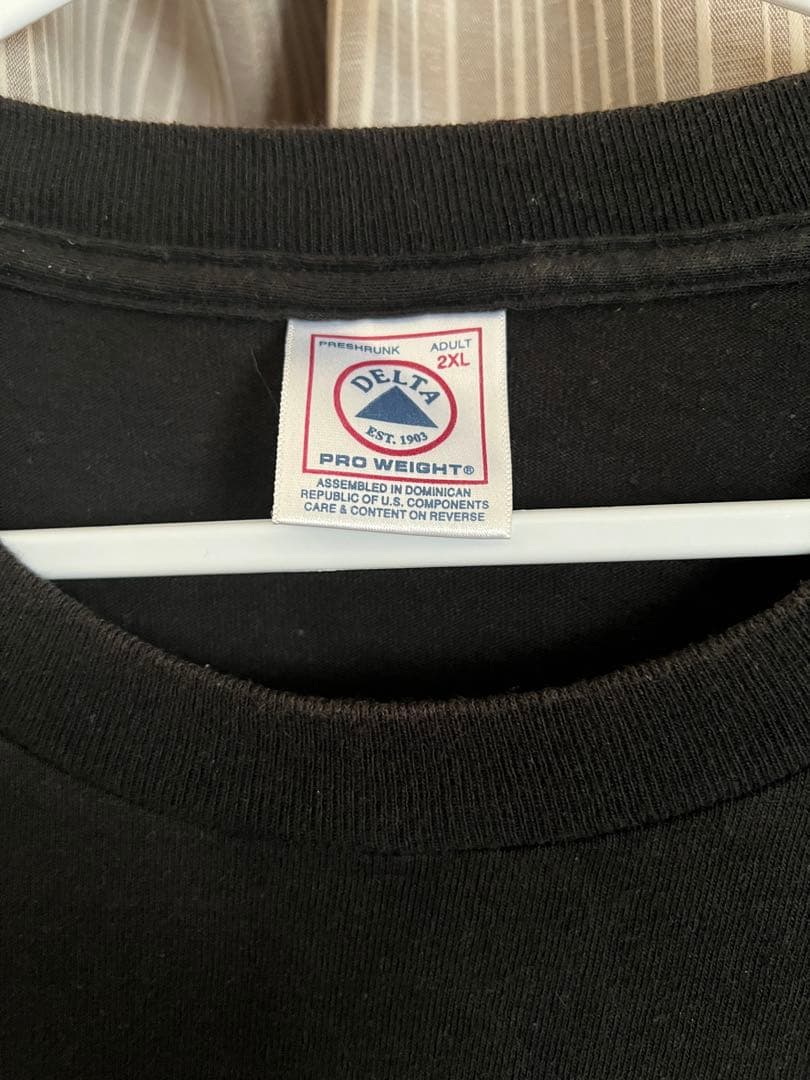 PRESHRUNK ADULT
2XL
DELTA
EST. 1903
PRO WEIGHT®
ASSEMBLED IN DOMINICAN
REPUBLIC OF U.S. COMPONENTS
CARE & CONTENT ON REVERSE